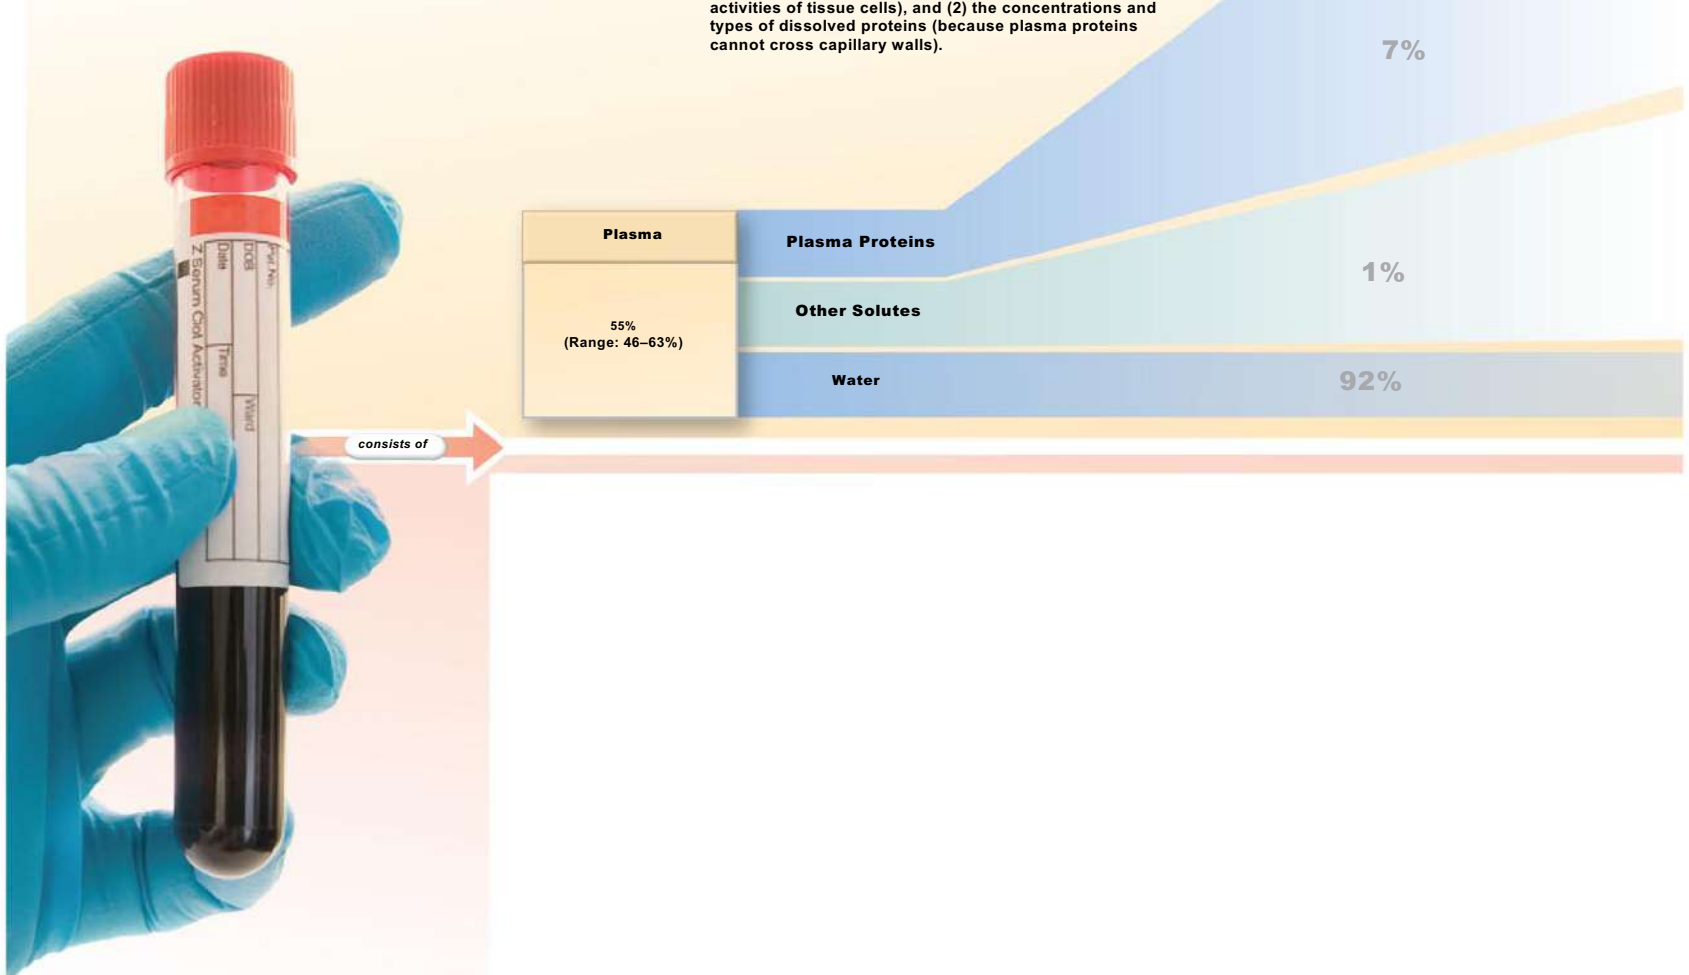 activities of tissue cells), and (2) the concentrations and
types of dissolved proteins (because plasma proteins
cannot cross capillary walls).
7%
Plasma
Plasma Proteins
1%
Other Solutes
55%
(Range: 46–63%)
Water
92%
consists of
Pat. No.
DOB
Ward
Date
Time
Z Serum Clot Activator